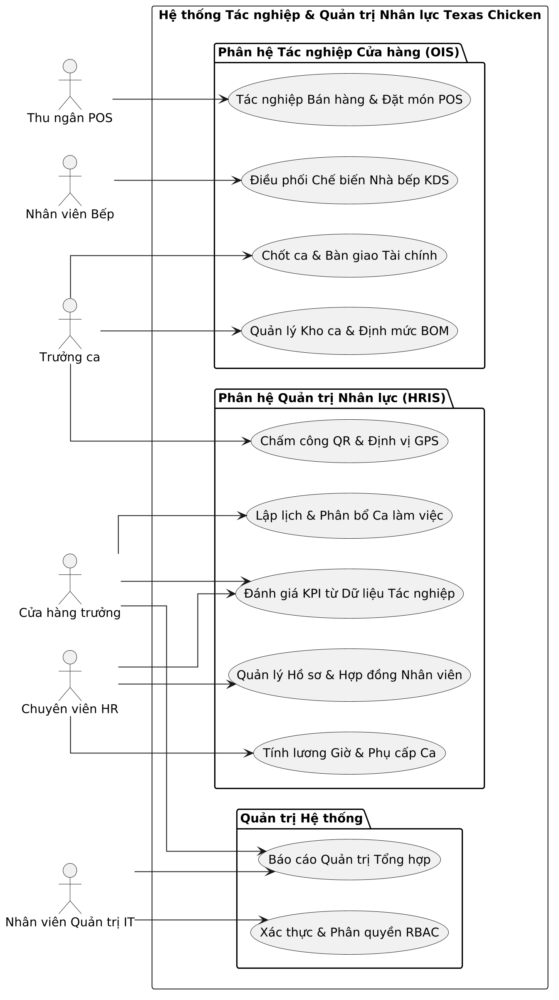 Hệ thống Tác nghiệp & Quản trị Nhân lực Texas Chicken
Phân hệ Tác nghiệp Cửa hàng (OIS)
Thu ngân POS
Tác nghiệp Bán hàng & Đặt món POS
Nhân viên Bếp
Điều phối Chế biến Nhà bếp KDS
Chốt ca & Bàn giao Tài chính
Trưởng ca
Quản lý Kho ca & Định mức BOM
Phân hệ Quản trị Nhân lực (HRIS)
Chấm công QR & Định vị GPS
Lập lịch & Phân bổ Ca làm việc
Cửa hàng trưởng
Đánh giá KPI từ Dữ liệu Tác nghiệp
Chuyên viên HR
Quản lý Hồ sơ & Hợp đồng Nhân viên
Tính lương Giờ & Phụ cấp Ca
Quản trị Hệ thống
Báo cáo Quản trị Tổng hợp
Nhân viên Quản trị IT
Xác thực & Phân quyền RBAC